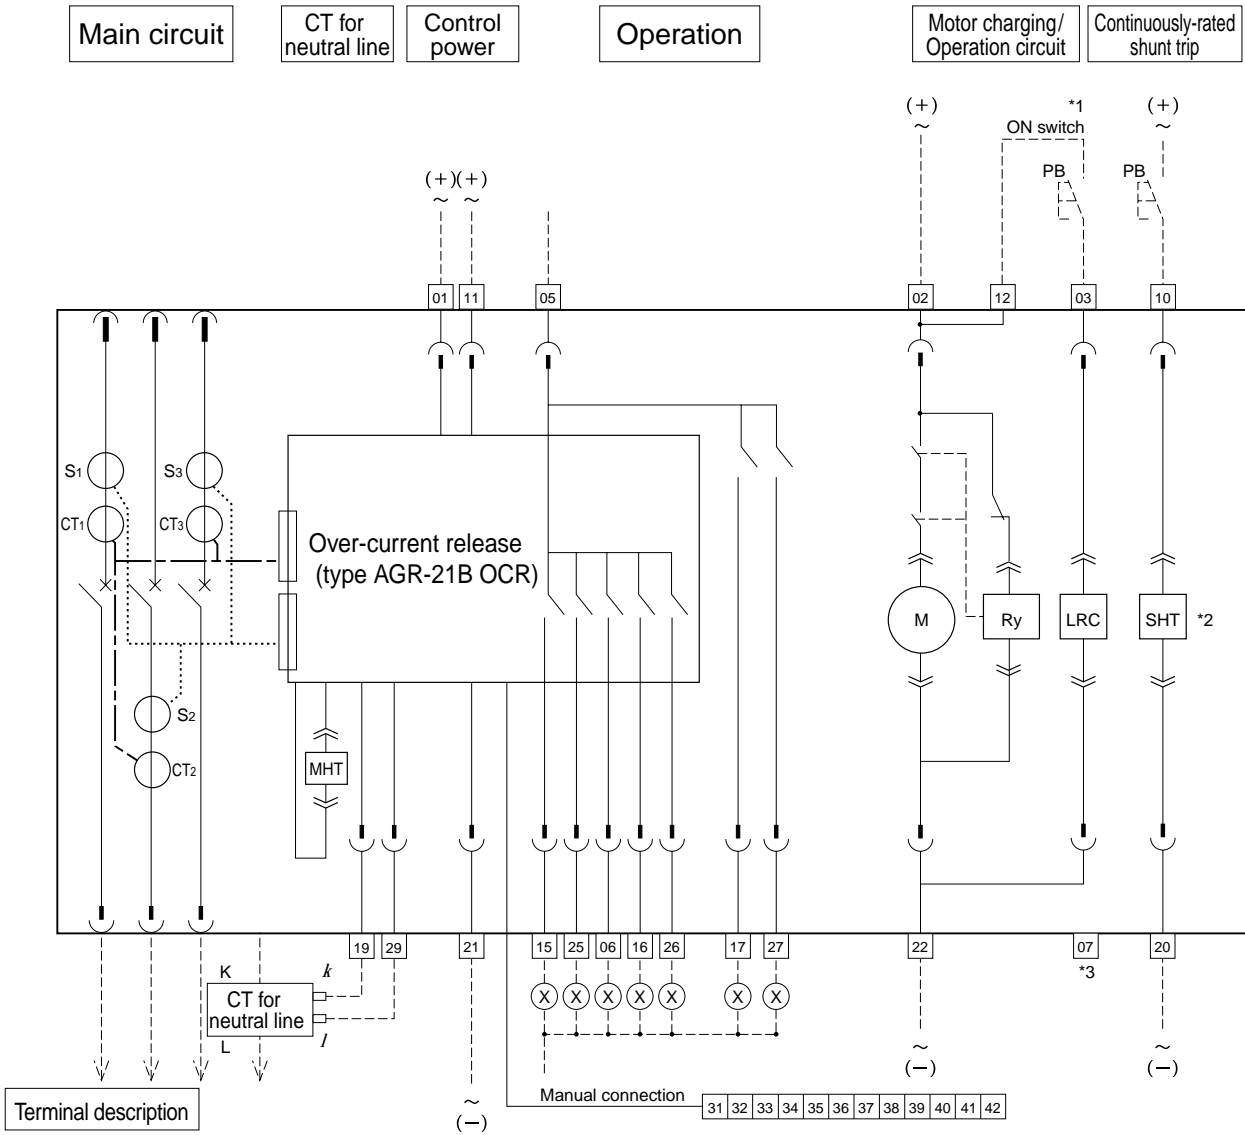 Main circuit
CT for
neutral line
Control
power
Operation
Motor charging/
Operation circuit
Continuously-rated
shunt trip
(+)
~
*1
ON switch
(+)
~
PB
PB
(+)(+)
~ ~
01 11 05 02 12 03 10
S1 S3
CT1 CT3
Over-current release
(type AGR-21B OCR)
M Ry LRC SHT *2
S2
CT2
MHT
19 29 21 15 25 06 16 26 17 27 22 07 20
*3
K k
CT for
neutral line
L l
X X X X X X X
~
(−)
~
(−)
~
(−)
Manual connection
31 32 33 34 35 36 37 38 39 40 41 42
Terminal description